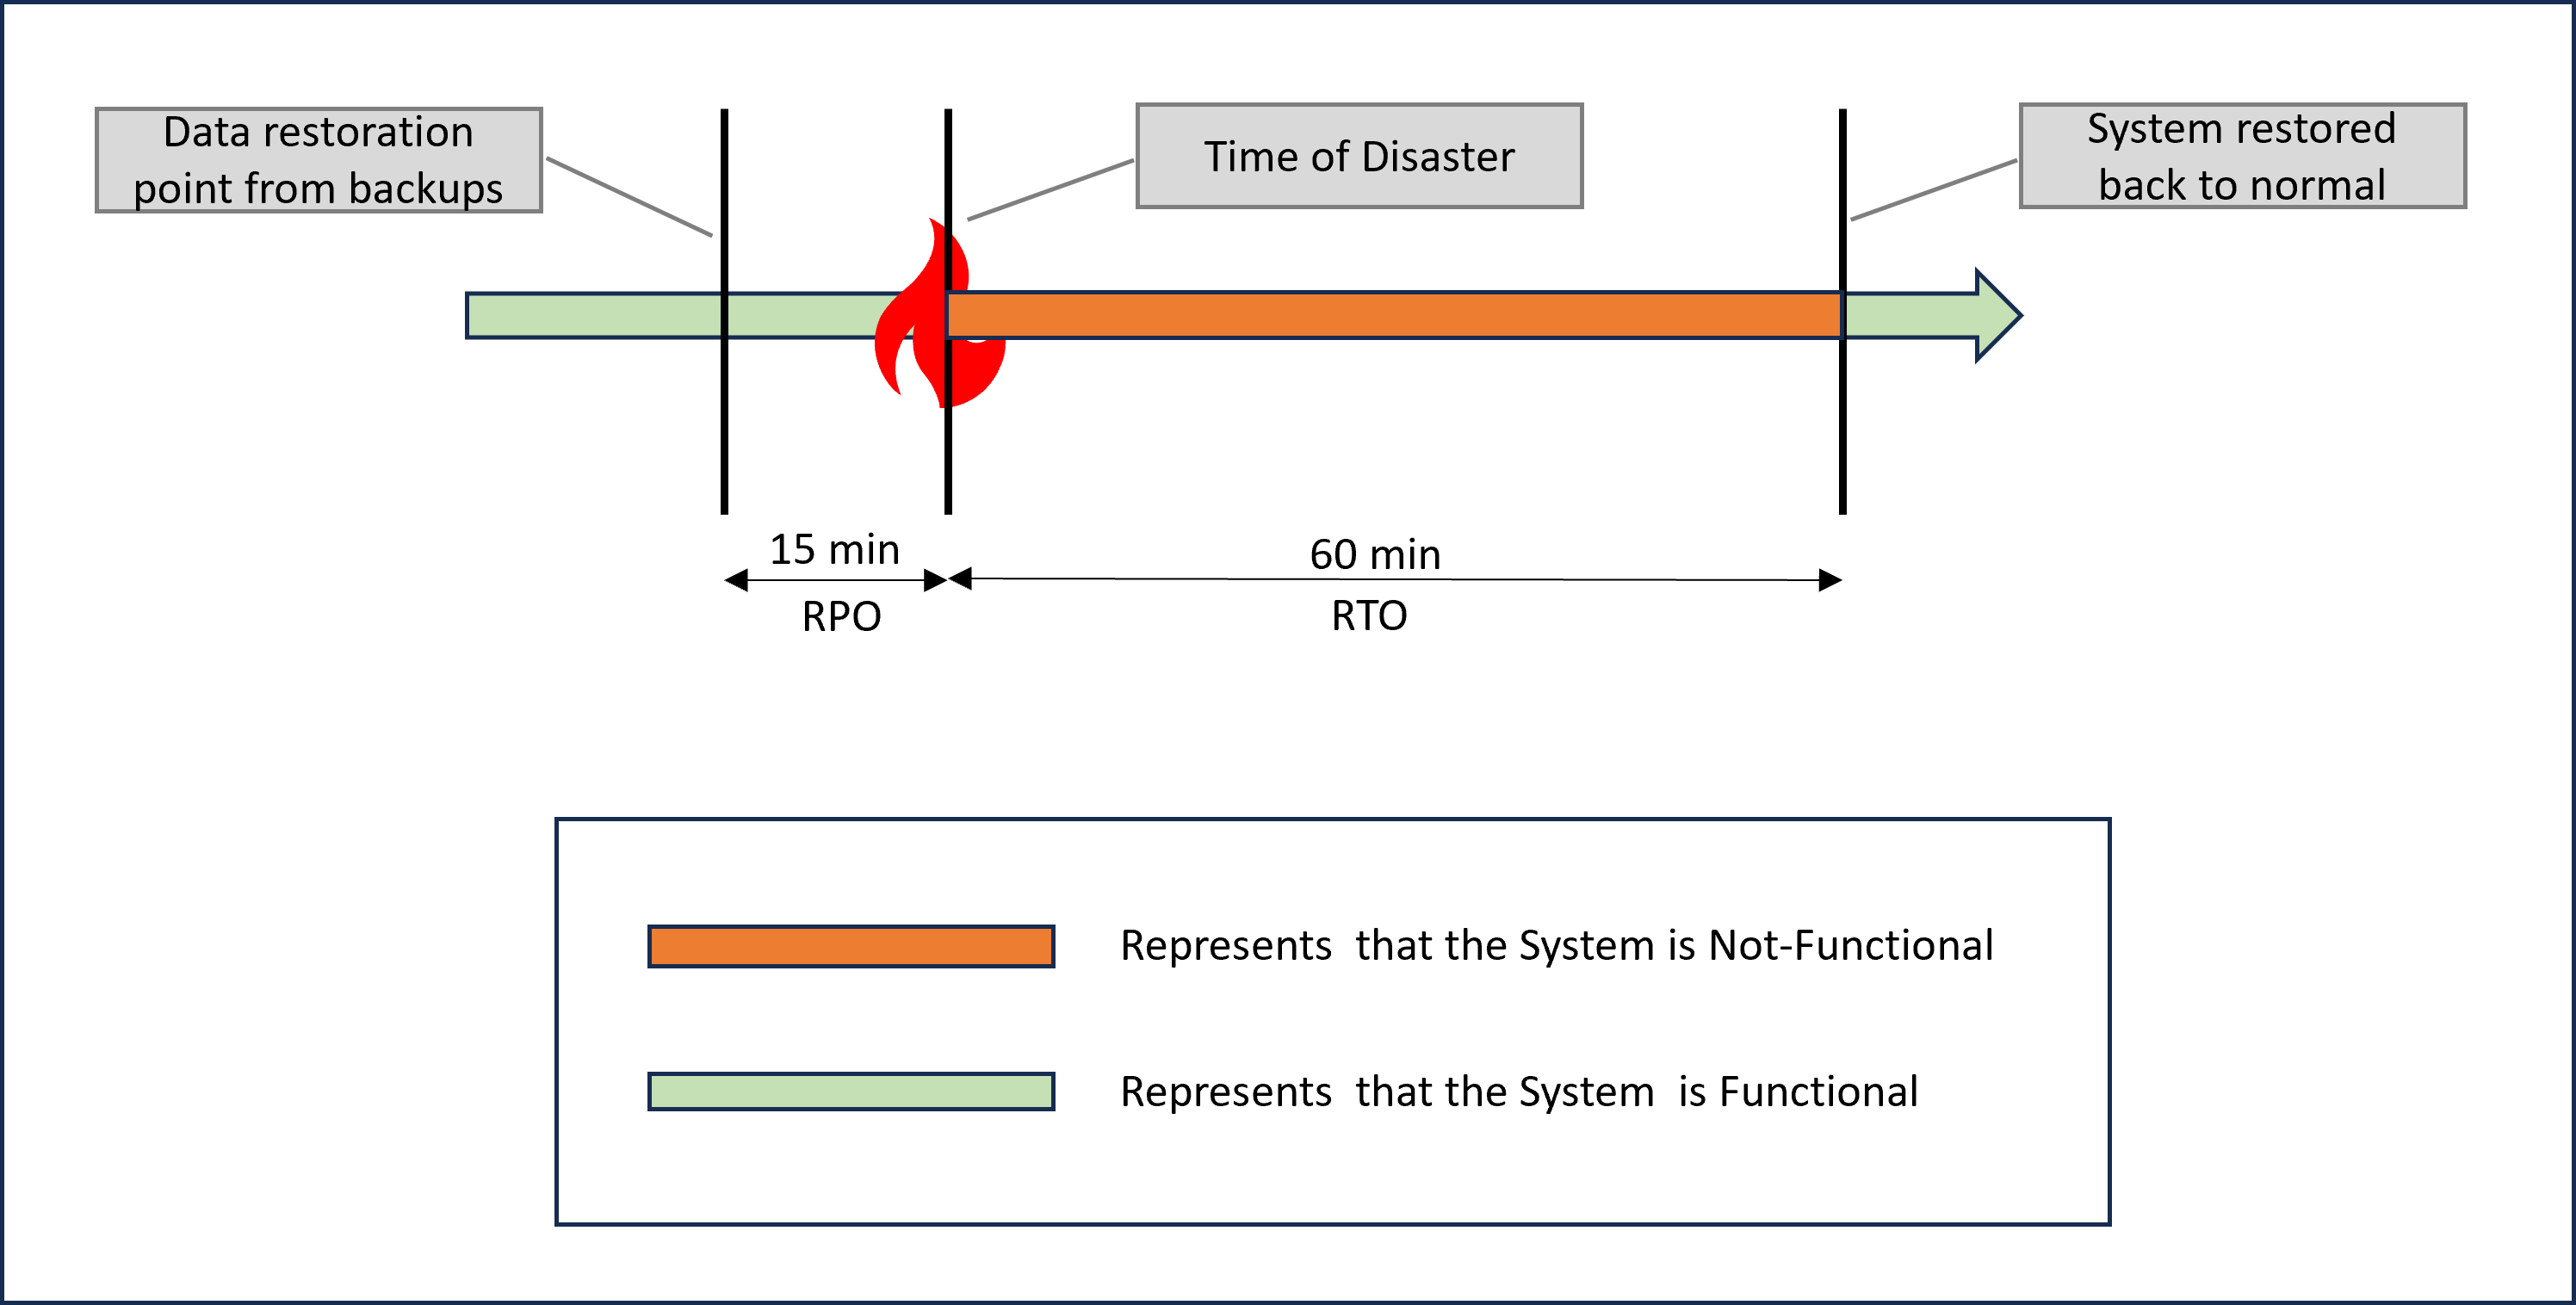 Data restoration
point from backups
Time of Disaster
System restored
back to normal
15 min
RPO
60 min
RTO
Represents  that the System is Not-Functional
Represents  that the System  is Functional